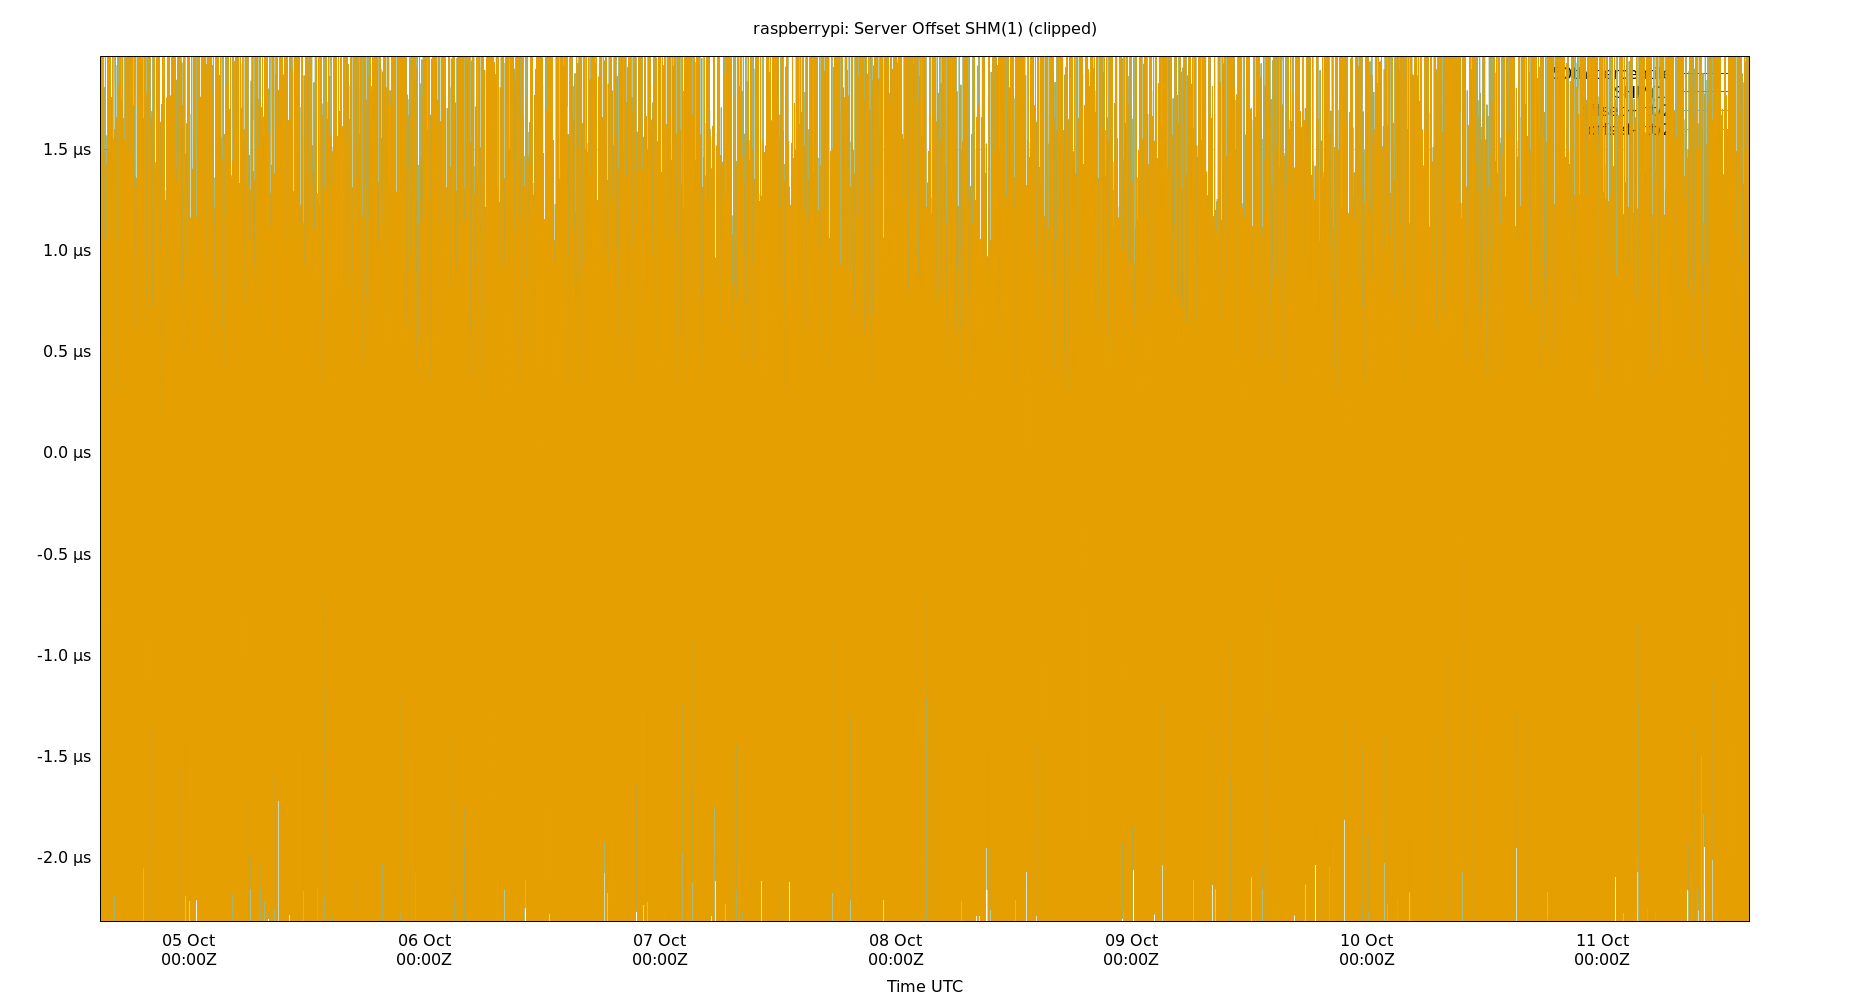 raspberrypi: Server Offset SHM(1) (clipped)
1.5 µs
1.0 µs
0.5 µs
0.0 µs
-0.5 µs
-1.0 µs
-1.5 µs
-2.0 µs
05 Oct 06 Oct 07 Oct 08 Oct 09 Oct 10 Oct 11 Oct
00:00Z 00:00Z 00:00Z 00:00Z 00:00Z 00:00Z 00:00Z
Time UTC